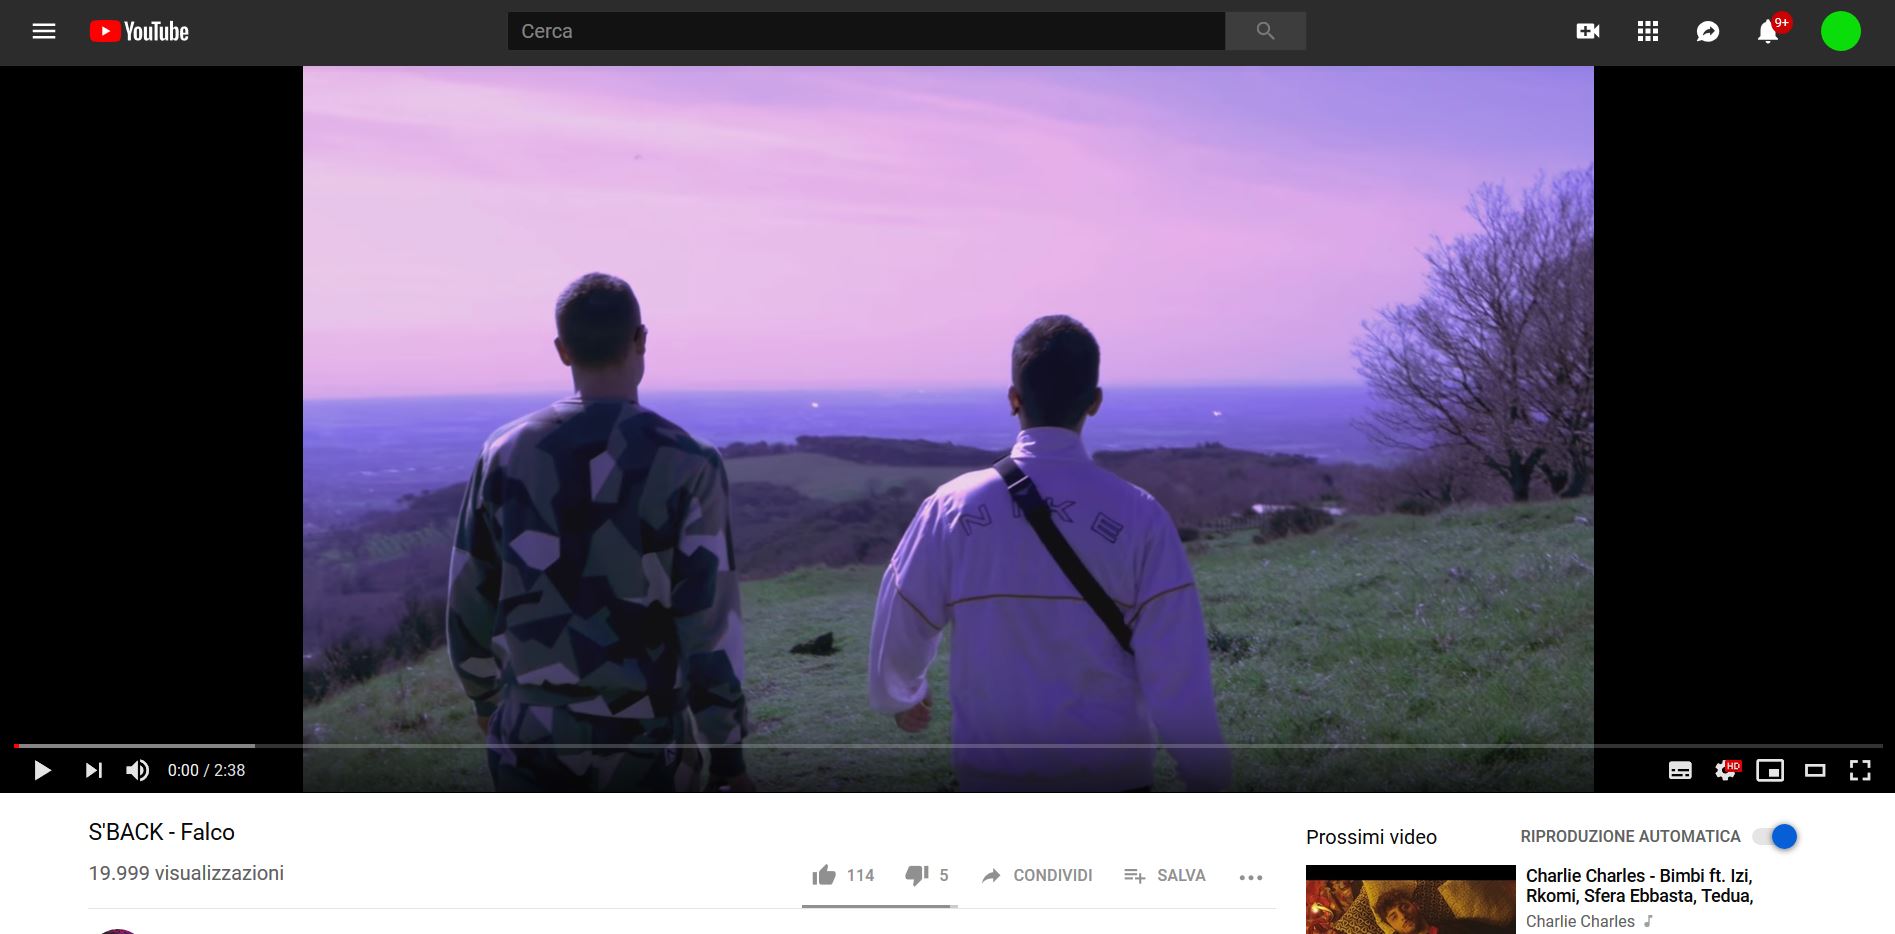 YouTube
Cerca
9+
NIKE
0:00 / 2:38
HD
S'BACK - Falco
19.999 visualizzazioni
114
5
CONDIVIDI
SALVA
Prossimi video
RIPRODUZIONE AUTOMATICA
Charlie Charles - Bimbi ft. Izi,
Rkomi, Sfera Ebbasta, Tedua,
Charlie Charles